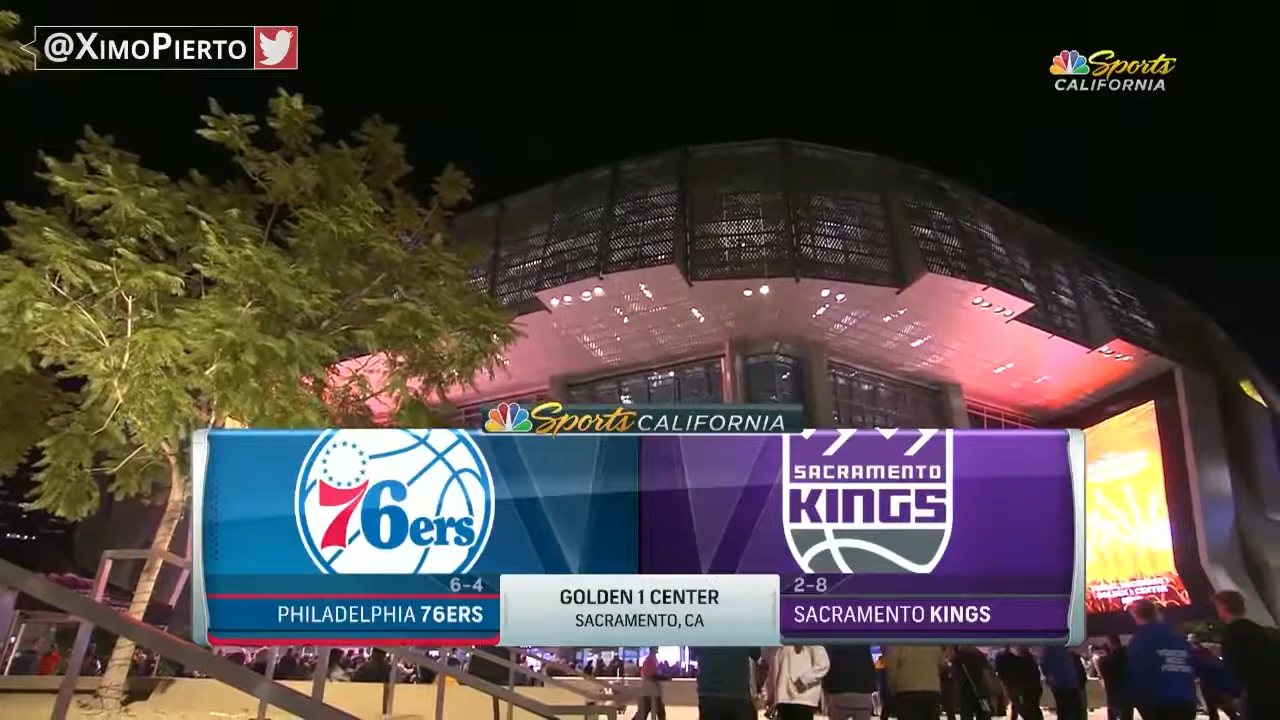 @XIMOPIERTO
Sports
CALIFORNIA
Sports CALIFORNIA
76ers
SACRAMENTO
KINGS
6-4
2-8
PHILADELPHIA 76ERS
GOLDEN 1 CENTER
SACRAMENTO, CA
SACRAMENTO KINGS